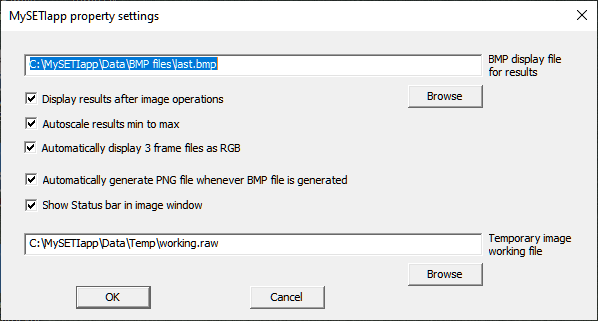 MySETIapp property settings
C:\MySETIapp\Data\BMP files\last.bmp
BMP display file
for results
Browse
Display results after image operations
Autoscale results min to max
Automatically display 3 frame files as RGB
Automatically generate PNG file whenever BMP file is generated
Show Status bar in image window
C:\MySETIapp\Data\Temp\working.raw
Temporary image
working file
Browse
OK
Cancel